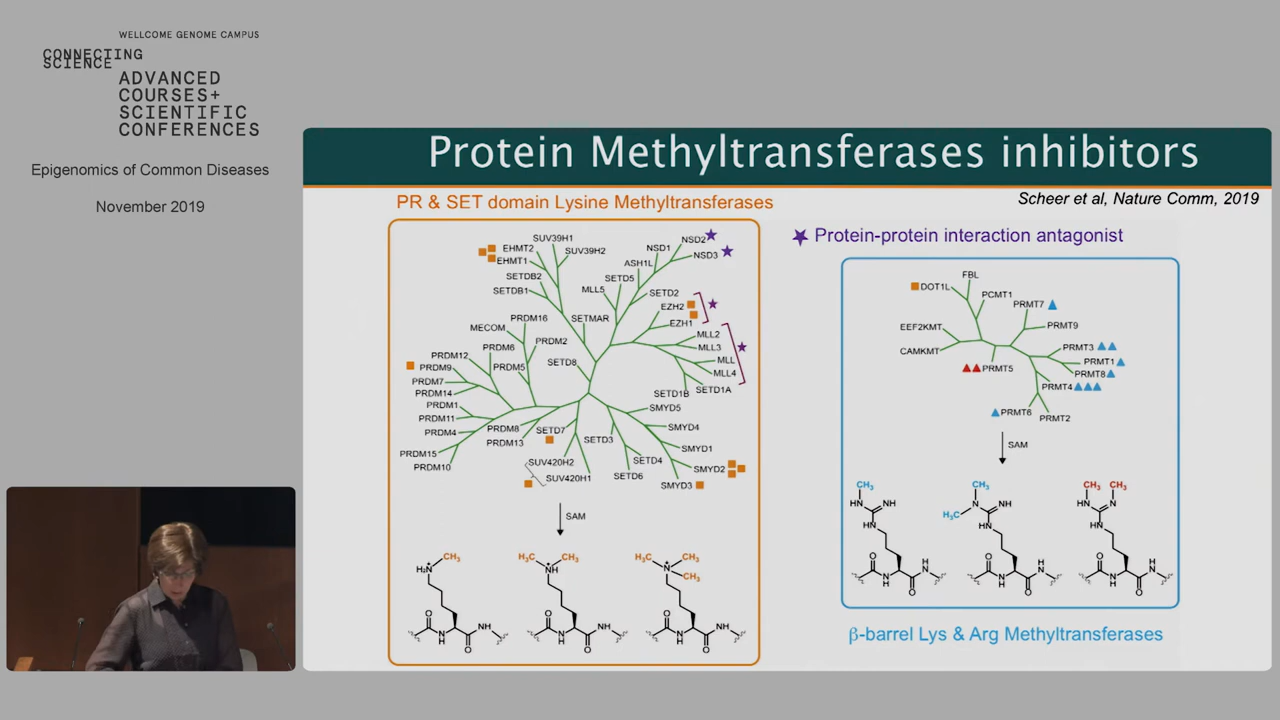 WELLCOME GENOME CAMPUS
CONNECTING
SCIENCE
ADVANCED
COURSES+
SCIENTIFIC
CONFERENCES
Epigenomics of Common Diseases
November 2019
Protein Methyltransferases inhibitors
PR & SET domain Lysine Methyltransferases
Scheer et al, Nature Comm, 2019
Protein-protein interaction antagonist
SUV39H1
SUV39H2
EHMT2
EHMT1
SETDB2
SETDB1
NSD1
NSD2
NSD3
ASH1L
SETD5
MLL5
SETD2
EZH2
EZH1
MLL2
MLL3
MLL
MLL4
SETD1B
SETD1A
SETMAR
PRDM16
MECOM
PRDM2
PRDM6
PRDM12
PRDM9
PRDM5
PRDM7
PRDM14
PRDM1
PRDM11
PRDM4
PRDM15
PRDM10
PRDM8
PRDM13
SETD8
SETD7
SETD3
SUV420H2
SUV420H1
SETD4
SETD6
SMYD5
SMYD4
SMYD1
SMYD2
SMYD3
SAM
H₂N CH₃
H₃C CH₃
NH
H₃C CH₃
N CH₃
O O O
N H NH O
N H NH O
N H NH O
FBL
DOT1L
PCMT1
PRMT7
EEF2KMT
PRMT9
CAMKMT
PRMT3
PRMT1
PRMT5
PRMT8
PRMT4
PRMT6
PRMT2
SAM
CH₃ CH₃ CH₃ CH₃
HN NH N NH HN N
H₃C
HN HN HN
O H N O H N O H N
N H O N H O N H O
β-barrel Lys & Arg Methyltransferases